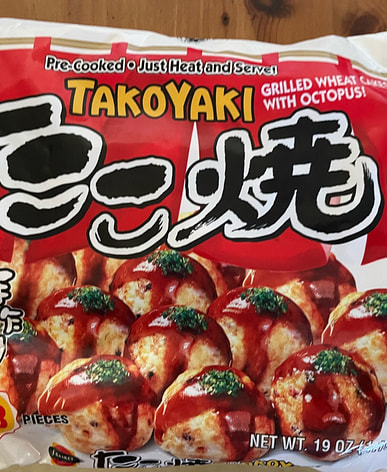 Pre-Cooked • Just Heat and Serve!
TAKOYAKI
GRILLED WHEAT CAKES
WITH OCTOPUS!
たこ焼
PIECES
NET WT. 19 OZ